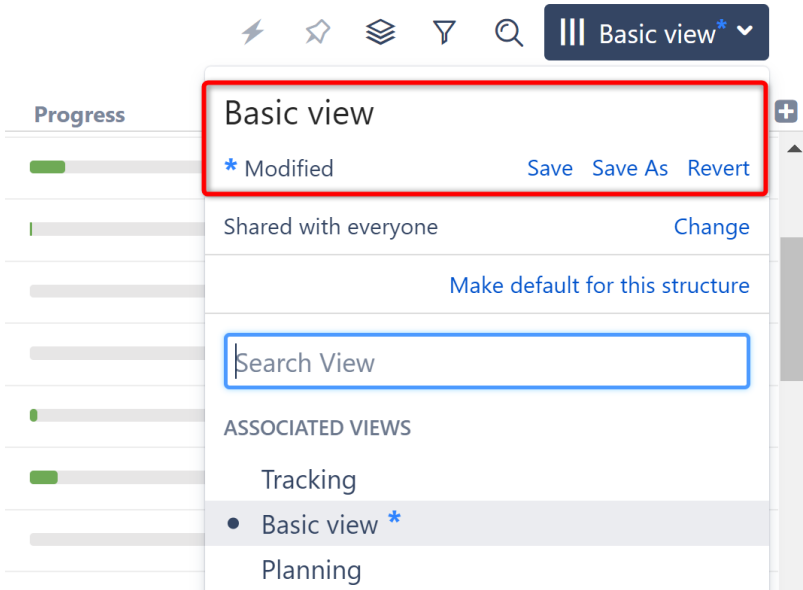 Basic view*
Progress
Basic view
* Modified Save Save As Revert
Shared with everyone Change
Make default for this structure
Search View
ASSOCIATED VIEWS
Tracking
Basic view *
Planning